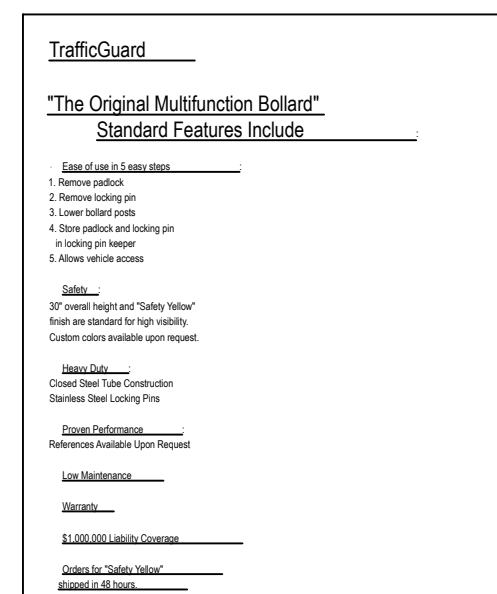 TrafficGuard
"The Original Multifunction Bollard"
Standard Features Include :
· Ease of use in 5 easy steps :
1. Remove padlock
2. Remove locking pin
3. Lower bollard posts
4. Store padlock and locking pin
in locking pin keeper
5. Allows vehicle access
Safety :
30" overall height and "Safety Yellow"
finish are standard for high visibility.
Custom colors available upon request.
Heavy Duty :
Closed Steel Tube Construction
Stainless Steel Locking Pins
Proven Performance :
References Available Upon Request
Low Maintenance
Warranty
$1,000,000 Liability Coverage
Orders for "Safety Yellow"
shipped in 48 hours.